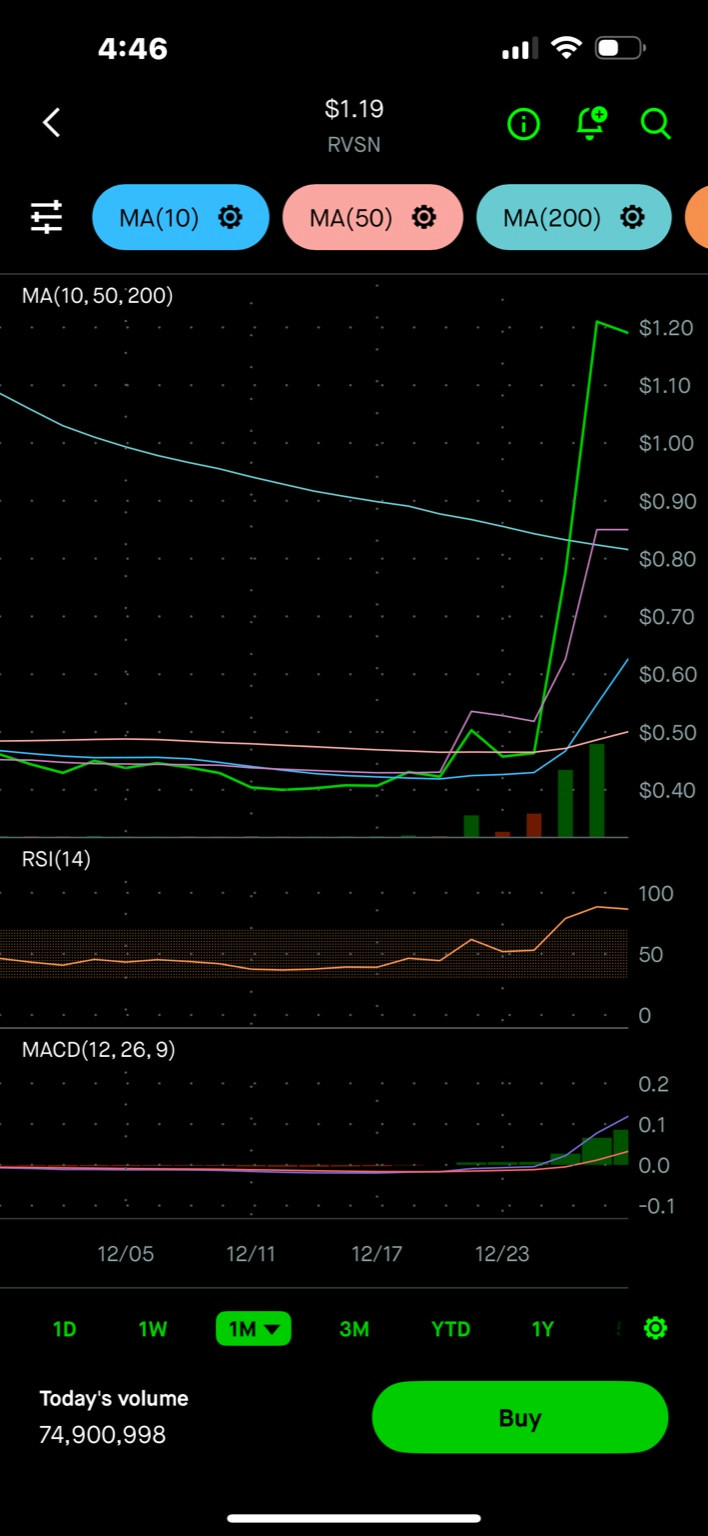 4:46
$1.19
RVSN
MA(10)
MA(50)
MA(200)
MA(10,50,200)
$1.20
$1.10
$1.00
$0.90
$0.80
$0.70
$0.60
$0.50
$0.40
RSI(14)
100
50
0
MACD(12,26,9)
0.2
0.1
0.0
-0.1
12/05 12/11 12/17 12/23
1D 1W 1M 3M YTD 1Y
Today's volume
74,900,998
Buy